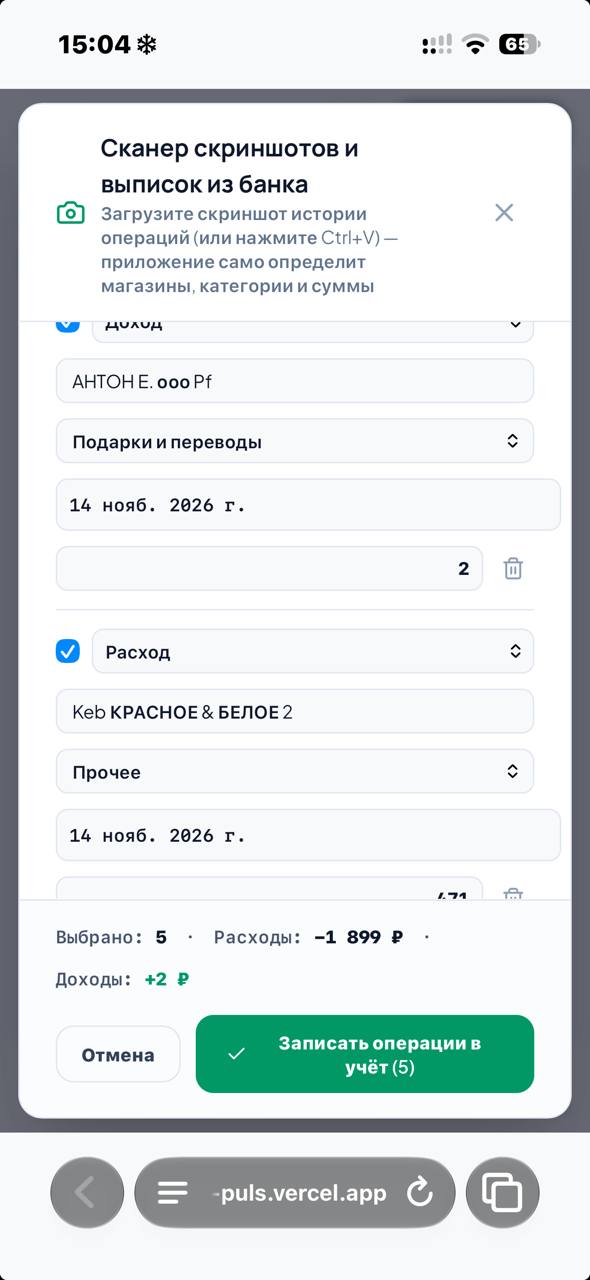 15:04
65
Сканер скриншотов и
выписок из банка
Загрузите скриншот истории
операций (или нажмите Ctrl+V) —
приложение само определит
магазины, категории и суммы
Доход
АНТОН Е. ооо Pf
Подарки и переводы
14 нояб. 2026 г.
2
Расход
Keb КРАСНОЕ & БЕЛОЕ 2
Прочее
14 нояб. 2026 г.
471
Выбрано: 5 · Расходы: −1 899 ₽ ·
Доходы: +2 ₽
Отмена
Записать операции в
учёт (5)
-puls.vercel.app